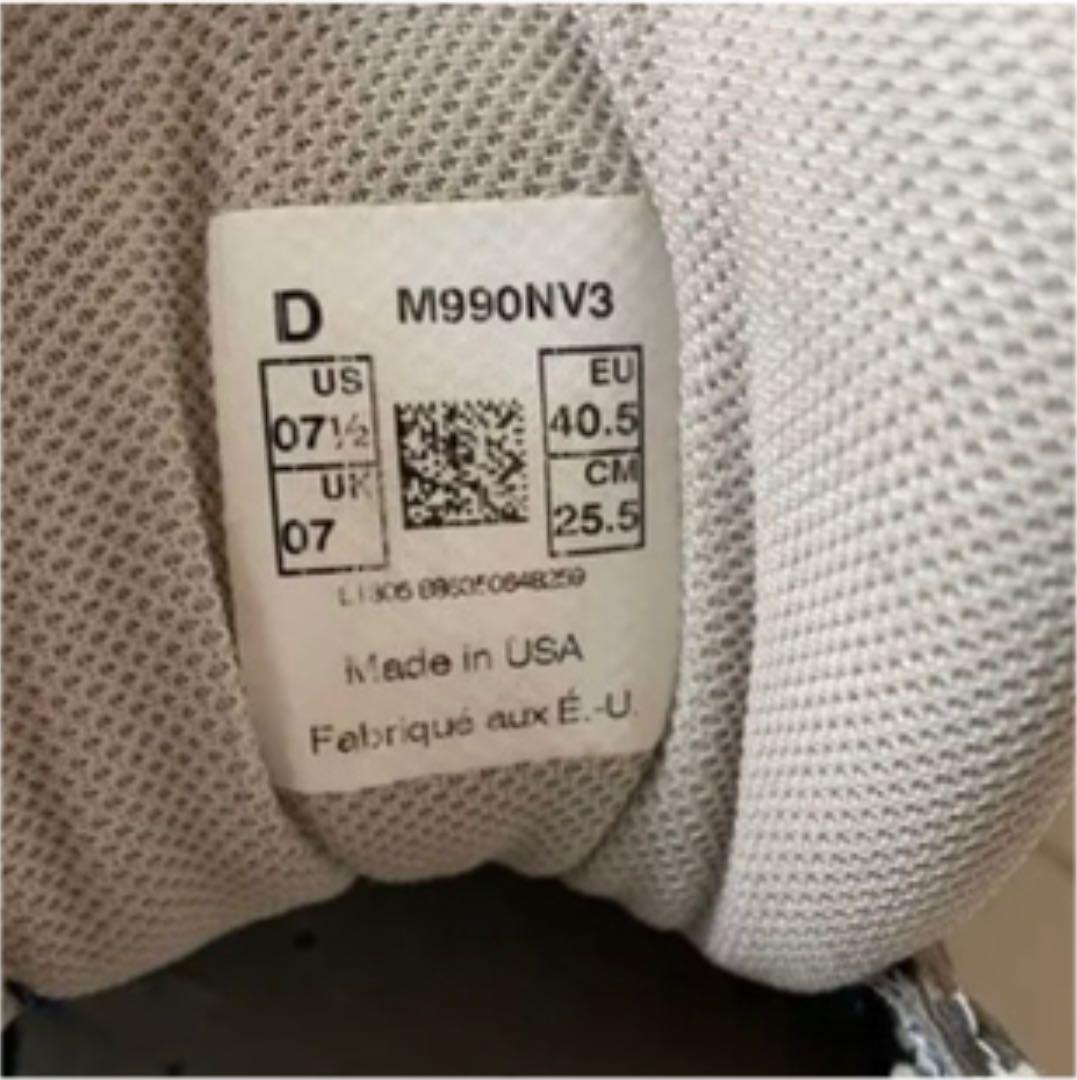 D M990NV3
US EU
07½ 40.5
UK CM
07 25.5
Made in USA
Fabriqué aux É.-U.